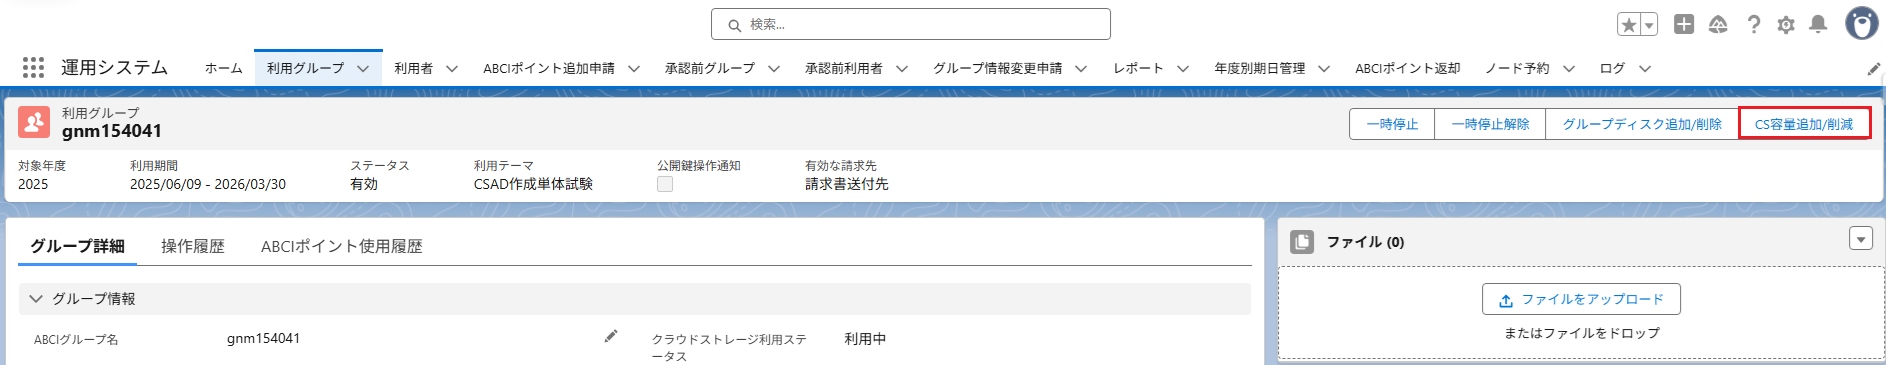 検索...
運用システム
ホーム
利用グループ
利用者
ABCIポイント追加申請
承認前グループ
承認前利用者
グループ情報変更申請
レポート
年度別期日管理
ABCIポイント返却
ノード予約
ログ
利用グループ
gnm154041
一時停止
一時停止解除
グループディスク追加/削除
CS容量追加/削減
対象年度
利用期間
ステータス
利用テーマ
公開鍵操作通知
有効な請求先
2025
2025/06/09 - 2026/03/30
有効
CSAD作成単体試験
請求書送付先
グループ詳細
操作履歴
ABCIポイント使用履歴
ファイル (0)
グループ情報
ファイルをアップロード
またはファイルをドロップ
ABCIグループ名
gnm154041
クラウドストレージ利用ステ
ータス
利用中